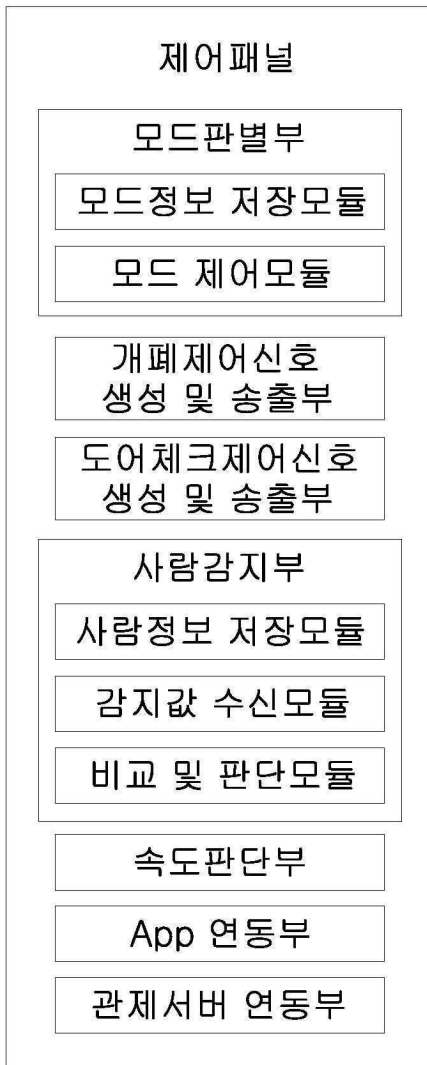 제어패널
모드판별부
모드정보 저장모듈
모드 제어모듈
개폐제어신호
생성 및 송출부
도어체크제어신호
생성 및 송출부
사람감지부
사람정보 저장모듈
감지값 수신모듈
비교 및 판단모듈
속도판단부
App 연동부
관제서버 연동부